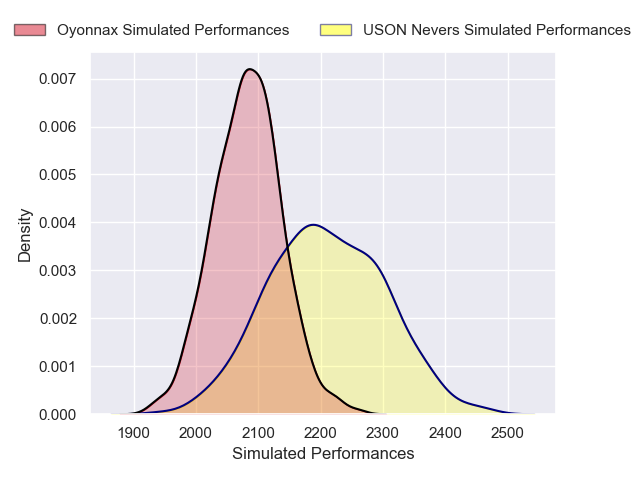 Oyonnax Simulated Performances USON Nevers Simulated Performances
0.007
0.006
0.005
0.004
0.003
0.002
0.001
0.000
Density
1900 2000 2100 2200 2300 2400 2500
Simulated Performances